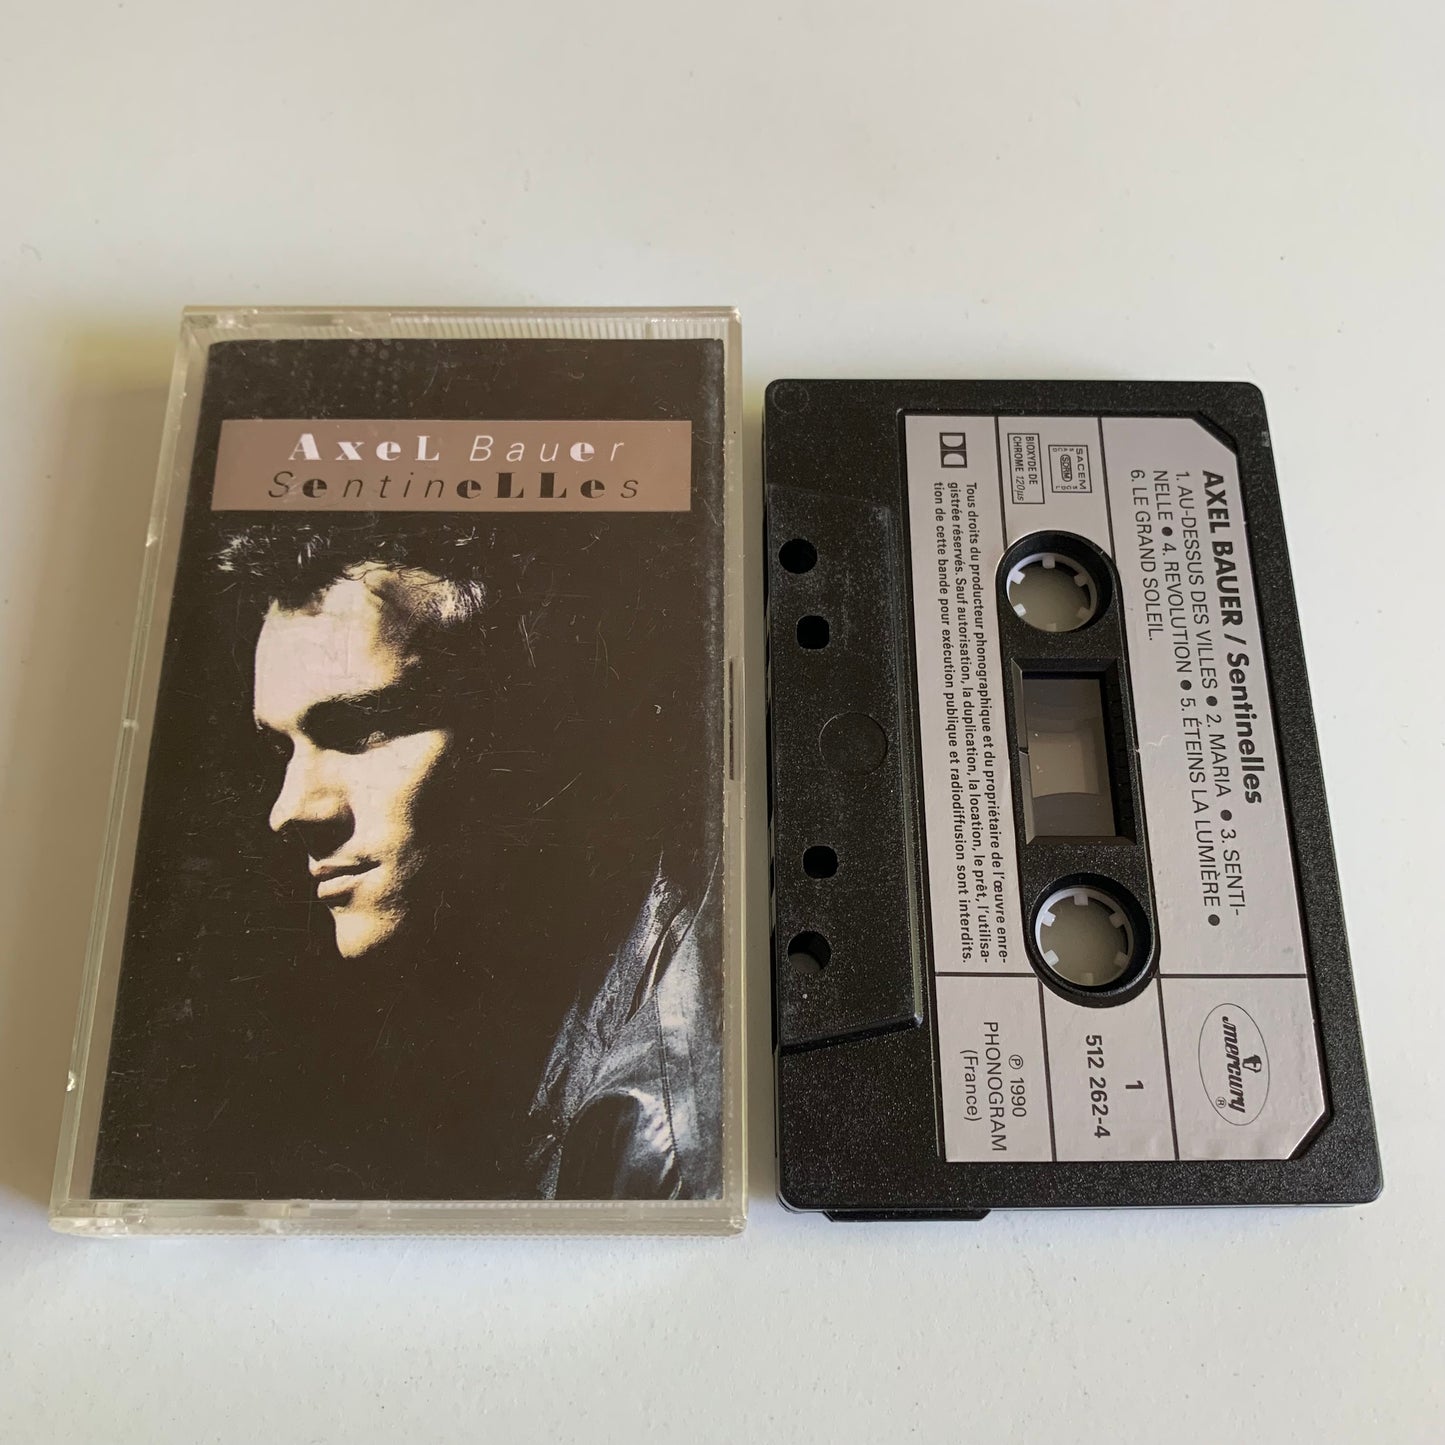 AxeL Bauer
SentineLLes
AXEL BAUER / Sentinelles
1. AU-DESSUS DES VILLES ● 2. MARIA ● 3. SENTI-
NELLE ● 4. REVOLUTION ● 5. ÉTEINS LA LUMIÈRE ●
6. LE GRAND SOLEIL.
SACEM
SDRM
BIOXYDE DE
CHROME 120µs
Tous droits du producteur phonographique et du propriétaire de l'œuvre enre-
gistrée réservés. Sauf autorisation, la duplication, la location, le prêt, l'utilisa-
tion de cette bande pour exécution publique et radiodiffusion sont interdits.
mercury
®
1
512 262-4
℗ 1990
PHONOGRAM
(France)